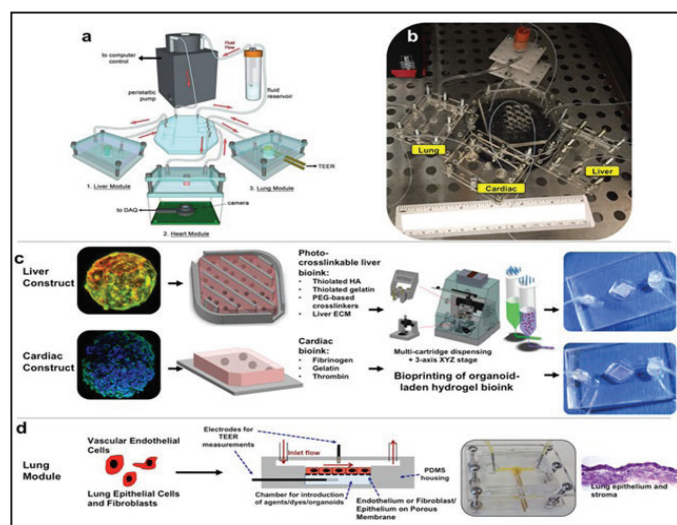 a
Fluid
Flow
to computer
control
peristaltic
pump
fluid
reservoir
TEER
1. Liver Module
3. Lung Module
camera
to DAQ
2. Heart Module
b
Lung
Liver
Cardiac
c
Liver
Construct
Photo-
crosslinkable liver
bioink:
• Thiolated HA
• Thiolated gelatin
• PEG-based
crosslinkers
• Liver ECM
Cardiac
Construct
Cardiac
bioink:
• Fibrinogen
• Gelatin
• Thrombin
Multi-cartridge dispensing
+ 3-axis XYZ stage
Bioprinting of organoid-
laden hydrogel bioink
d
Lung
Module
Vascular Endothelial
Cells
Lung Epithelial Cells
and Fibroblasts
Electrodes for
TEER
measurements
Inlet flow
PDMS
housing
Chamber for introduction
of agents/dyes/organoids
Endothelium or Fibroblast/
Epithelium on Porous
Membrane
Lung epithelium and
stroma